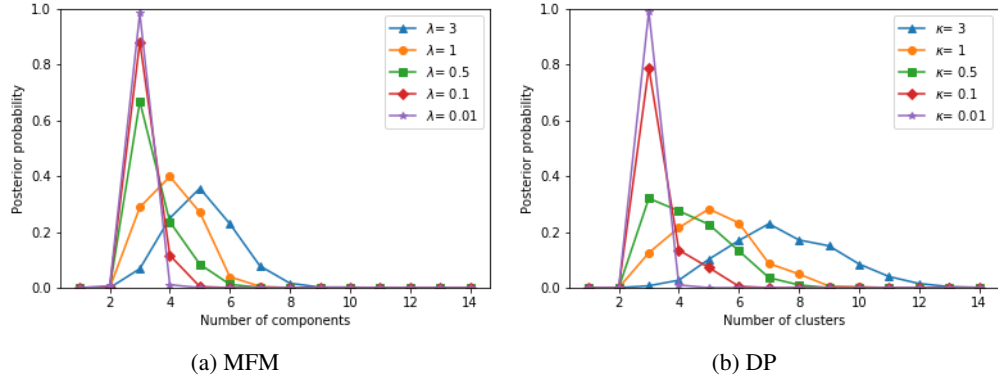 1.0
0.8
0.6
0.4
0.2
0.0
Posterior probability
2 4 6 8 10 12 14
Number of components
λ= 3
λ= 1
λ= 0.5
λ= 0.1
λ= 0.01
(a) MFM
1.0
0.8
0.6
0.4
0.2
0.0
Posterior probability
2 4 6 8 10 12 14
Number of clusters
κ= 3
κ= 1
κ= 0.5
κ= 0.1
κ= 0.01
(b) DP